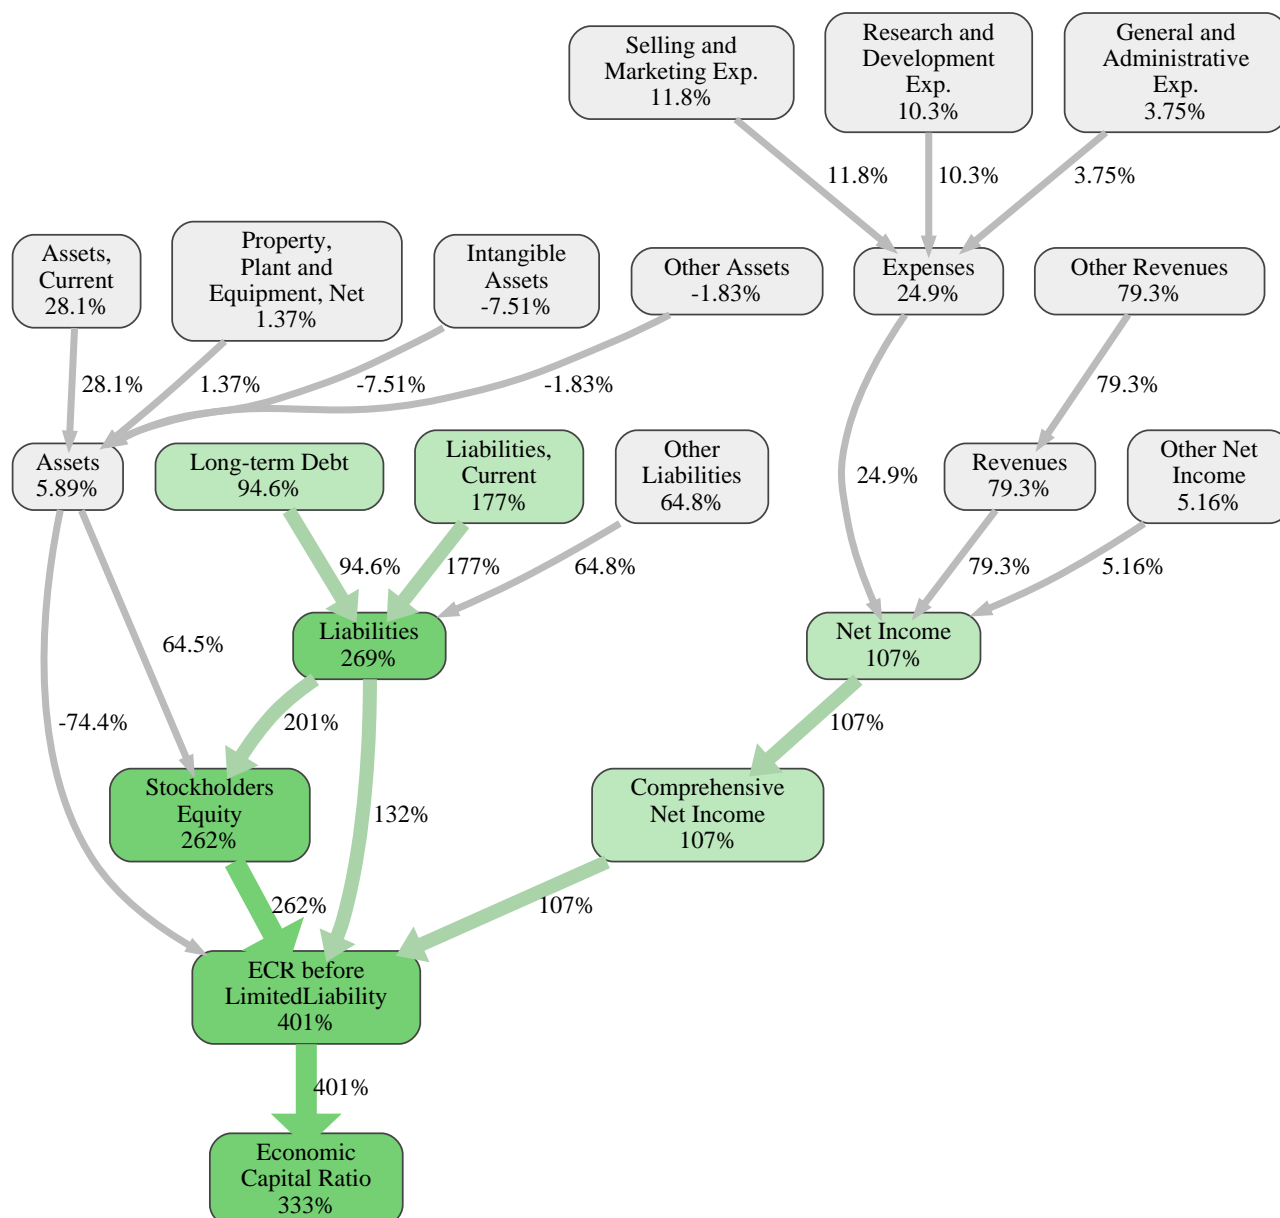 Selling and
Marketing Exp.
11.8%
Research and
Development
Exp.
10.3%
General and
Administrative
Exp.
3.75%
11.8%
10.3%
3.75%
Assets,
Current
28.1%
Property,
Plant and
Equipment, Net
1.37%
Intangible
Assets
-7.51%
Other Assets
-1.83%
Expenses
24.9%
Other Revenues
79.3%
28.1%
1.37%
-7.51%
-1.83%
79.3%
Assets
5.89%
Long-term Debt
94.6%
Liabilities,
Current
177%
Other
Liabilities
64.8%
24.9%
Revenues
79.3%
Other Net
Income
5.16%
94.6%
177%
64.8%
79.3%
5.16%
Liabilities
269%
Net Income
107%
64.5%
-74.4%
201%
107%
Stockholders
Equity
262%
132%
Comprehensive
Net Income
107%
262%
107%
ECR before
LimitedLiability
401%
401%
Economic
Capital Ratio
333%